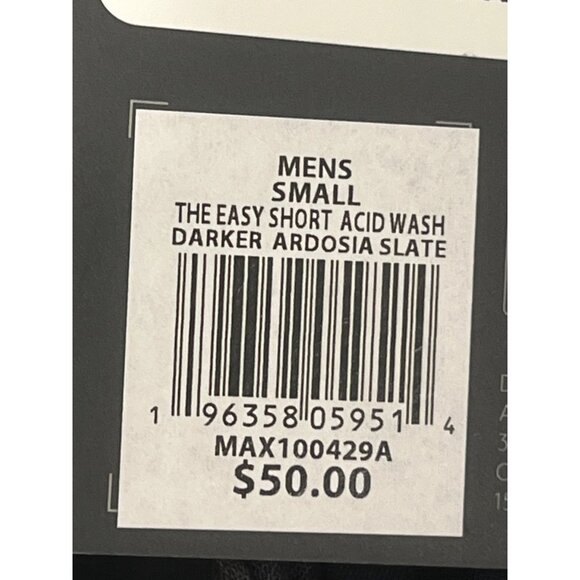 MENS
SMALL
THE EASY SHORT ACID WASH
DARKER ARDOSIA SLATE
1 96358 05951 4
MAX100429A
$50.00